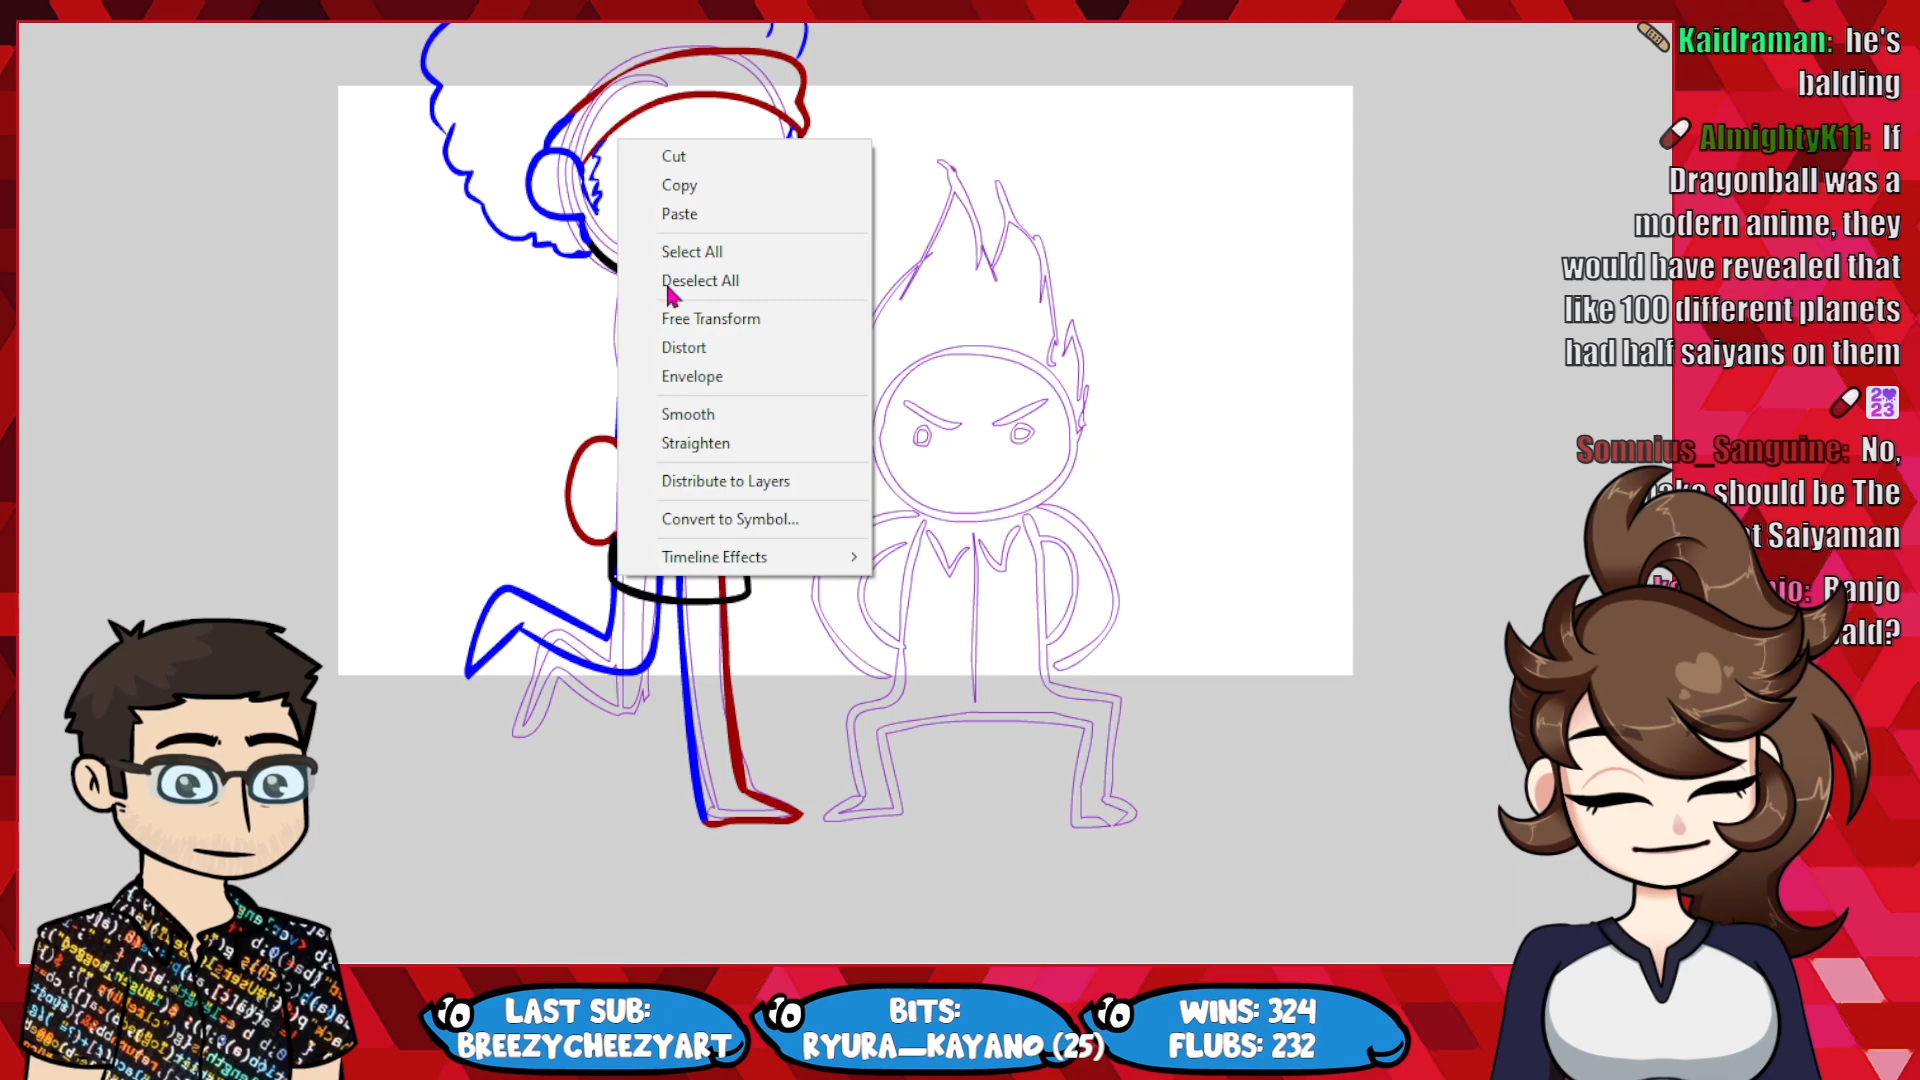 Cut
Copy
Paste
Select All
Deselect All
Free Transform
Distort
Envelope
Smooth
Straighten
Distribute to Layers
Convert to Symbol...
Timeline Effects
Kaidraman: he's
balding
AlmightyK11: If
Dragonball was a
modern anime, they
would have revealed that
like 100 different planets
had half saiyans on them
2023
Somnius_Sanguine: No,
should be The
Saiyaman
Banjo
LAST SUB:
BREEZYCHEEZYART
BITS:
RYURA_KAYANO (25)
WINS: 324
FLUBS: 232